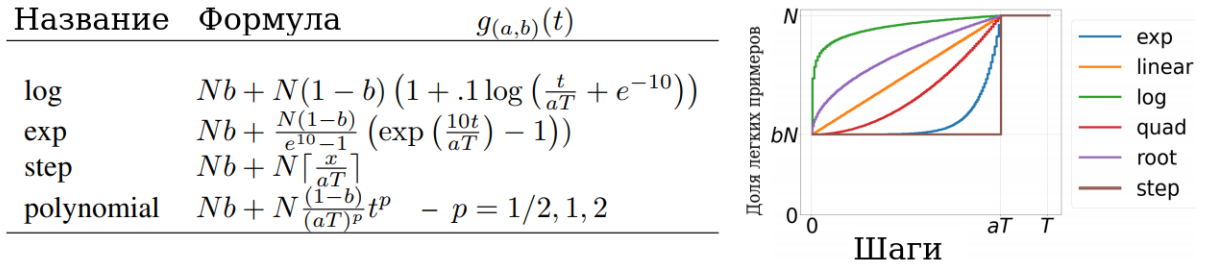 Название Формула g_{(a,b)}(t)
log Nb + N(1 − b) (1 + .1 log (t/aT + e^{−10}))
exp Nb + N(1−b)/(e^{10}−1) (exp (10t/aT) − 1))
step Nb + N⌈x/aT⌉
polynomial Nb + N (1−b)/(aT)^p t^p – p = 1/2, 1, 2
Доля легких примеров
N
bN
0
0 aT T
Шаги
exp
linear
log
quad
root
step